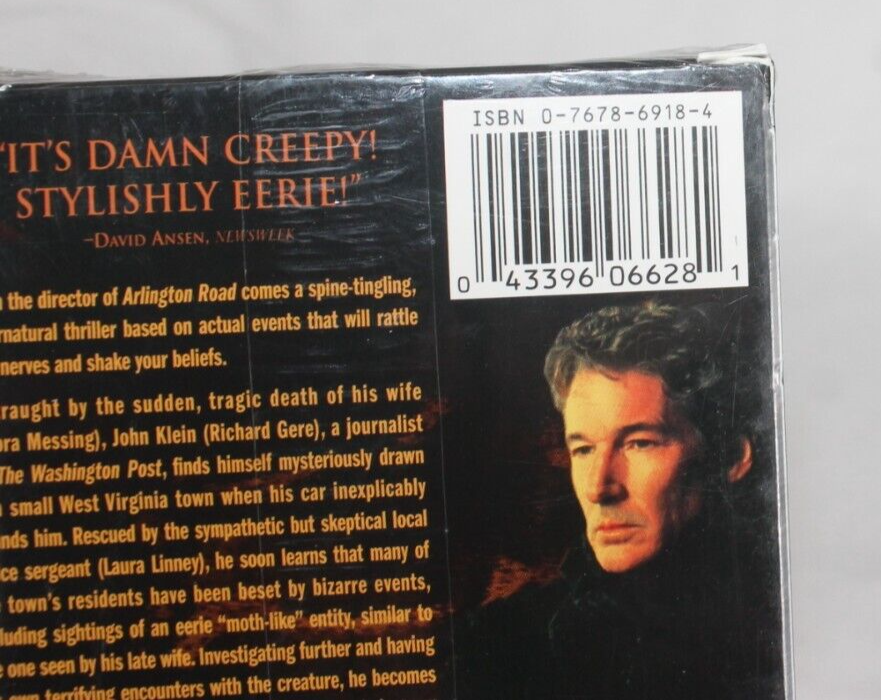 "IT'S DAMN CREEPY!
STYLISHLY EERIE!"
–DAVID ANSEN, NEWSWEEK
the director of Arlington Road comes a spine-tingling,
rnatural thriller based on actual events that will rattle
nerves and shake your beliefs.
raught by the sudden, tragic death of his wife
ora Messing), John Klein (Richard Gere), a journalist
The Washington Post, finds himself mysteriously drawn
small West Virginia town when his car inexplicably
nds him. Rescued by the sympathetic but skeptical local
ce sergeant (Laura Linney), he soon learns that many of
town's residents have been beset by bizarre events,
luding sightings of an eerie "moth-like" entity, similar to
one seen by his late wife. Investigating further and having
own terrifying encounters with the creature, he becomes
ISBN 0-7678-6918-4
0 43396 06628 1